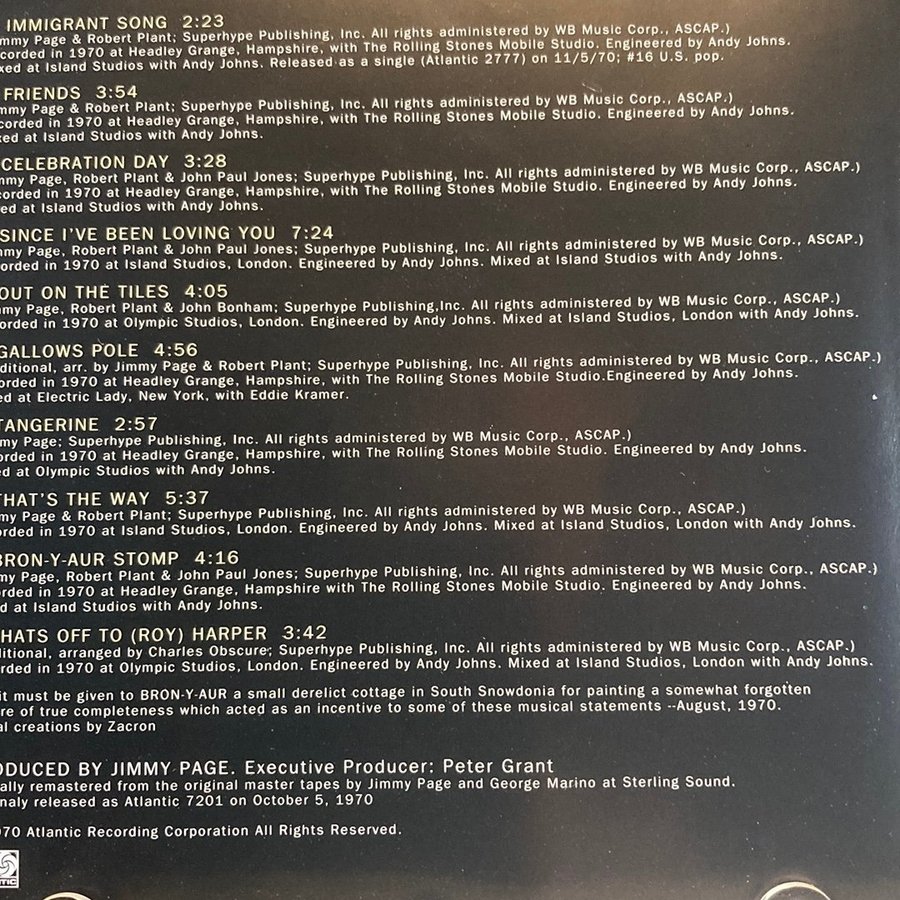 IMMIGRANT SONG 2:23
mmy Page & Robert Plant; Superhype Publishing, Inc. All rights administered by WB Music Corp., ASCAP.)
corded in 1970 at Headley Grange, Hampshire, with The Rolling Stones Mobile Studio. Engineered by Andy Johns.
xed at Island Studios with Andy Johns. Released as a single (Atlantic 2777) on 11/5/70; #16 U.S. pop.
FRIENDS 3:54
mmy Page & Robert Plant; Superhype Publishing, Inc. All rights administered by WB Music Corp., ASCAP.)
corded in 1970 at Headley Grange, Hampshire, with The Rolling Stones Mobile Studio. Engineered by Andy Johns.
xed at Island Studios with Andy Johns.
CELEBRATION DAY 3:28
mmy Page, Robert Plant & John Paul Jones; Superhype Publishing, Inc. All rights administered by WB Music Corp., ASCAP.)
corded in 1970 at Headley Grange, Hampshire, with The Rolling Stones Mobile Studio. Engineered by Andy Johns.
ed at Island Studios with Andy Johns.
SINCE I'VE BEEN LOVING YOU 7:24
mmy Page, Robert Plant & John Paul Jones; Superhype Publishing, Inc. All rights administered by WB Music Corp., ASCAP.)
orded in 1970 at Island Studios, London. Engineered by Andy Johns. Mixed at Island Studios with Andy Johns.
OUT ON THE TILES 4:05
mmy Page, Robert Plant & John Bonham; Superhype Publishing,Inc. All rights administered by WB Music Corp., ASCAP.)
orded in 1970 at Olympic Studios, London. Engineered by Andy Johns. Mixed at Island Studios, London with Andy Johns.
GALLOWS POLE 4:56
ditional, arr. by Jimmy Page & Robert Plant; Superhype Publishing, Inc. All rights administered by WB Music Corp., ASCAP.)
orded in 1970 at Headley Grange, Hampshire, with The Rolling Stones Mobile Studio.Engineered by Andy Johns.
ed at Electric Lady, New York, with Eddie Kramer.
TANGERINE 2:57
my Page; Superhype Publishing, Inc. All rights administered by WB Music Corp., ASCAP.)
orded in 1970 at Headley Grange, Hampshire, with The Rolling Stones Mobile Studio. Engineered by Andy Johns.
ed at Olympic Studios with Andy Johns.
THAT'S THE WAY 5:37
my Page & Robert Plant; Superhype Publishing, Inc. All rights administered by WB Music Corp., ASCAP.)
orded in 1970 at Island Studios, London. Engineered by Andy Johns. Mixed at Island Studios, London with Andy Johns.
BRON-Y-AUR STOMP 4:16
my Page, Robert Plant & John Paul Jones; Superhype Publishing, Inc. All rights administered by WB Music Corp., ASCAP.)
orded in 1970 at Headley Grange, Hampshire with The Rolling Stones Mobile Studio. Engineered by Andy Johns.
d at Island Studios with Andy Johns.
HATS OFF TO (ROY) HARPER 3:42
litional, arranged by Charles Obscure; Superhype Publishing, Inc. All rights administered by WB Music Corp., ASCAP.)
orded in 1970 at Olympic Studios, London. Engineered by Andy Johns. Mixed at Island Studios, London with Andy Johns.
it must be given to BRON-Y-AUR a small derelict cottage in South Snowdonia for painting a somewhat forgotten
re of true completeness which acted as an incentive to some of these musical statements --August, 1970.
al creations by Zacron
ODUCED BY JIMMY PAGE. Executive Producer: Peter Grant
ally remastered from the original master tapes by Jimmy Page and George Marino at Sterling Sound.
inaly released as Atlantic 7201 on October 5, 1970
970 Atlantic Recording Corporation All Rights Reserved.
NTIC